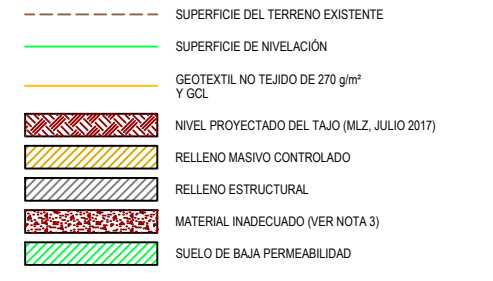 SUPERFICIE DEL TERRENO EXISTENTE
SUPERFICIE DE NIVELACIÓN
GEOTEXTIL NO TEJIDO DE 270 g/m²
Y GCL
NIVEL PROYECTADO DEL TAJO (MLZ, JULIO 2017)
RELLENO MASIVO CONTROLADO
RELLENO ESTRUCTURAL
MATERIAL INADECUADO (VER NOTA 3)
SUELO DE BAJA PERMEABILIDAD